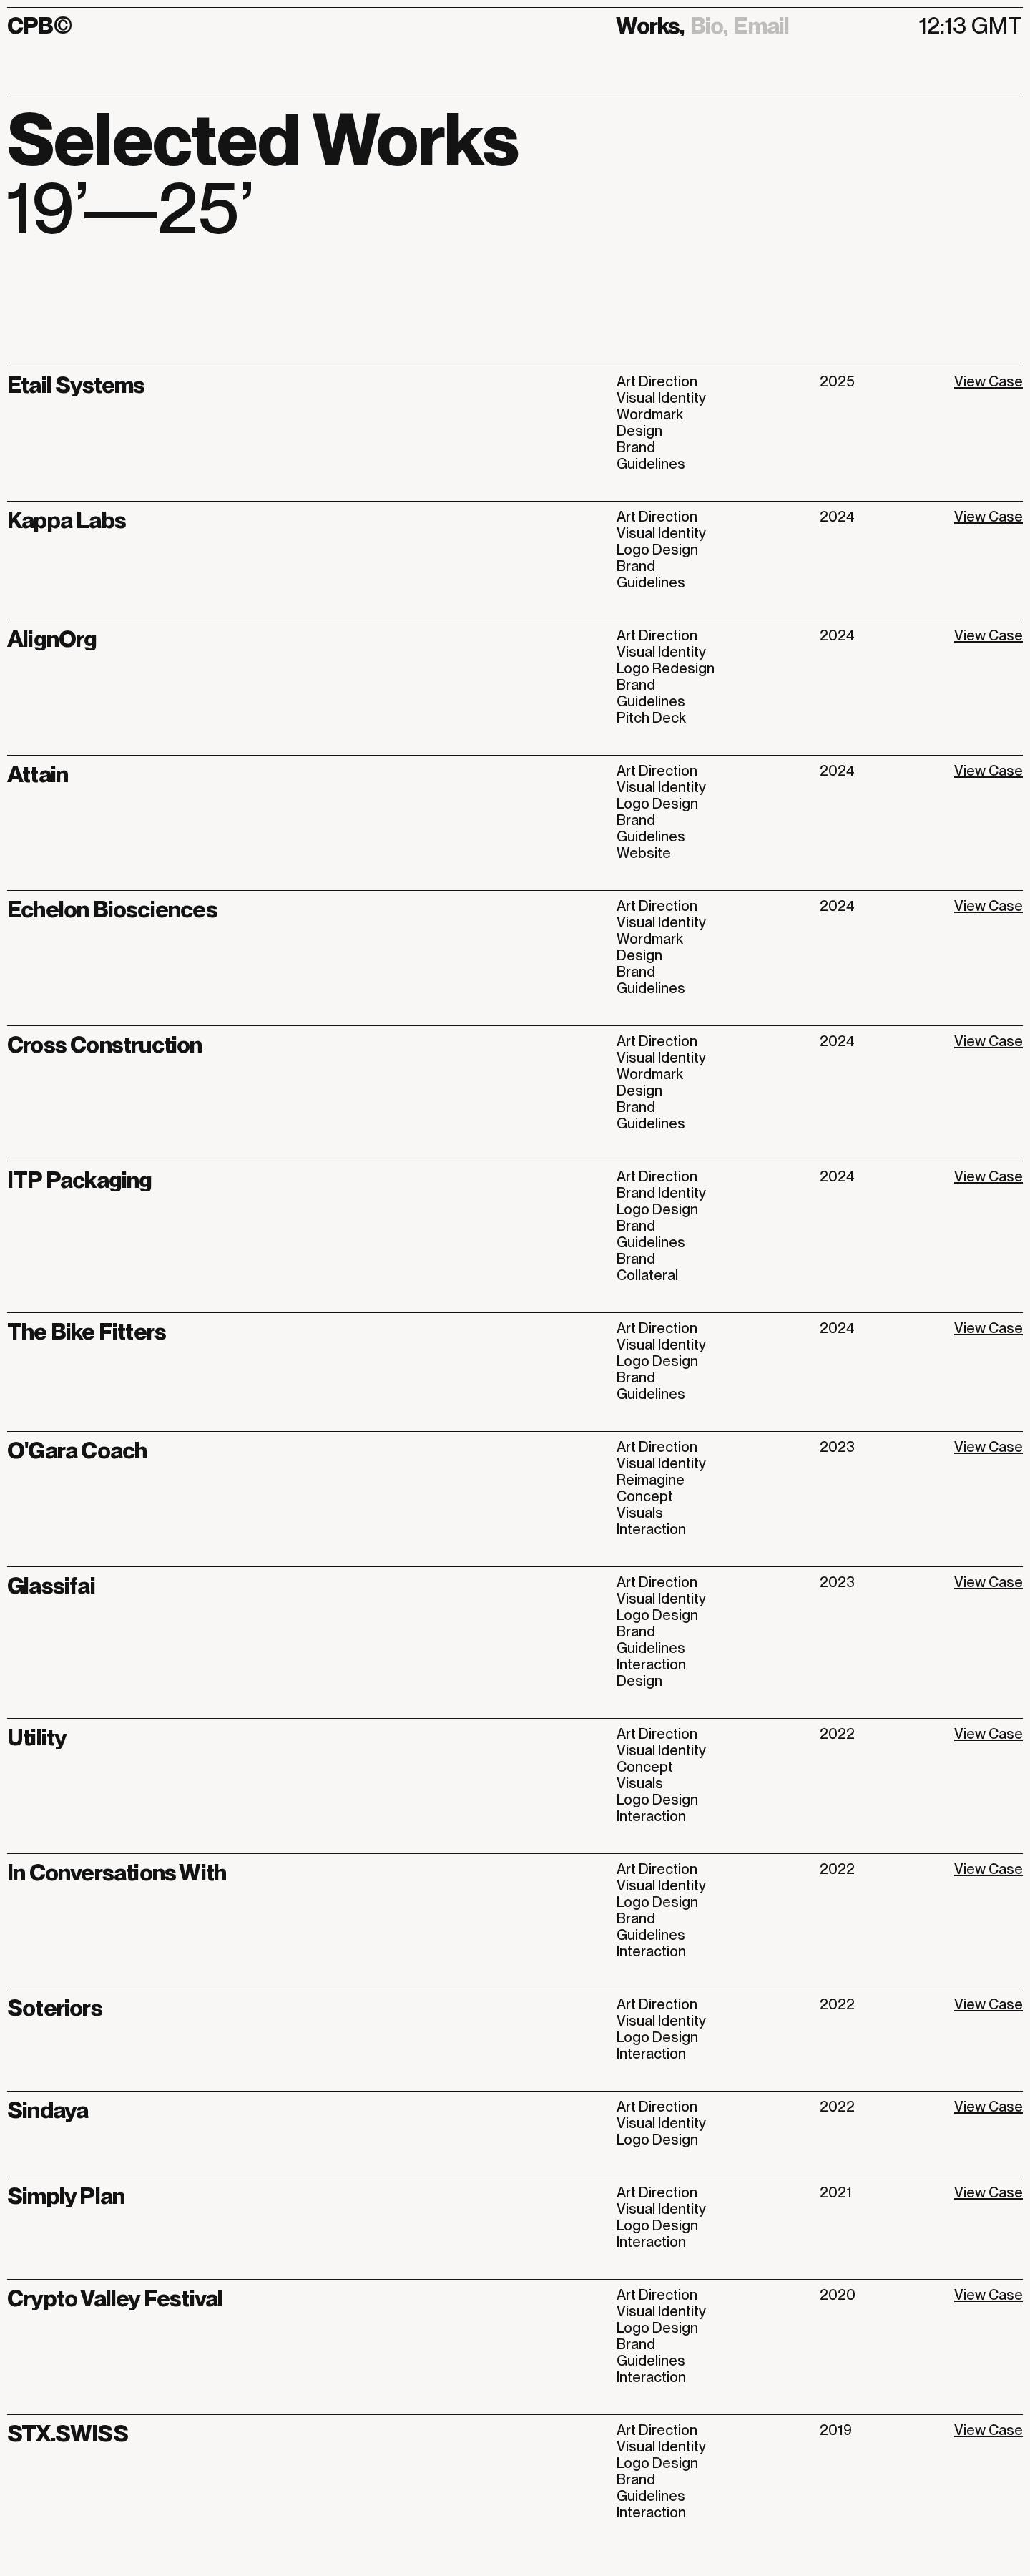 CPB©
Works, Bio, Email
12:13 GMT
Selected Works
19’—25’
Etail Systems
Art Direction
Visual Identity
Wordmark
Design
Brand
Guidelines
2025
View Case
Kappa Labs
Art Direction
Visual Identity
Logo Design
Brand
Guidelines
2024
View Case
AlignOrg
Art Direction
Visual Identity
Logo Redesign
Brand
Guidelines
Pitch Deck
2024
View Case
Attain
Art Direction
Visual Identity
Logo Design
Brand
Guidelines
Website
2024
View Case
Echelon Biosciences
Art Direction
Visual Identity
Wordmark
Design
Brand
Guidelines
2024
View Case
Cross Construction
Art Direction
Visual Identity
Wordmark
Design
Brand
Guidelines
2024
View Case
ITP Packaging
Art Direction
Brand Identity
Logo Design
Brand
Guidelines
Brand
Collateral
2024
View Case
The Bike Fitters
Art Direction
Visual Identity
Logo Design
Brand
Guidelines
2024
View Case
O'Gara Coach
Art Direction
Visual Identity
Reimagine
Concept
Visuals
Interaction
2023
View Case
Glassifai
Art Direction
Visual Identity
Logo Design
Brand
Guidelines
Interaction
Design
2023
View Case
Utility
Art Direction
Visual Identity
Concept
Visuals
Logo Design
Interaction
2022
View Case
In Conversations With
Art Direction
Visual Identity
Logo Design
Brand
Guidelines
Interaction
2022
View Case
Soteriors
Art Direction
Visual Identity
Logo Design
Interaction
2022
View Case
Sindaya
Art Direction
Visual Identity
Logo Design
2022
View Case
Simply Plan
Art Direction
Visual Identity
Logo Design
Interaction
2021
View Case
Crypto Valley Festival
Art Direction
Visual Identity
Logo Design
Brand
Guidelines
Interaction
2020
View Case
STX.SWISS
Art Direction
Visual Identity
Logo Design
Brand
Guidelines
Interaction
2019
View Case